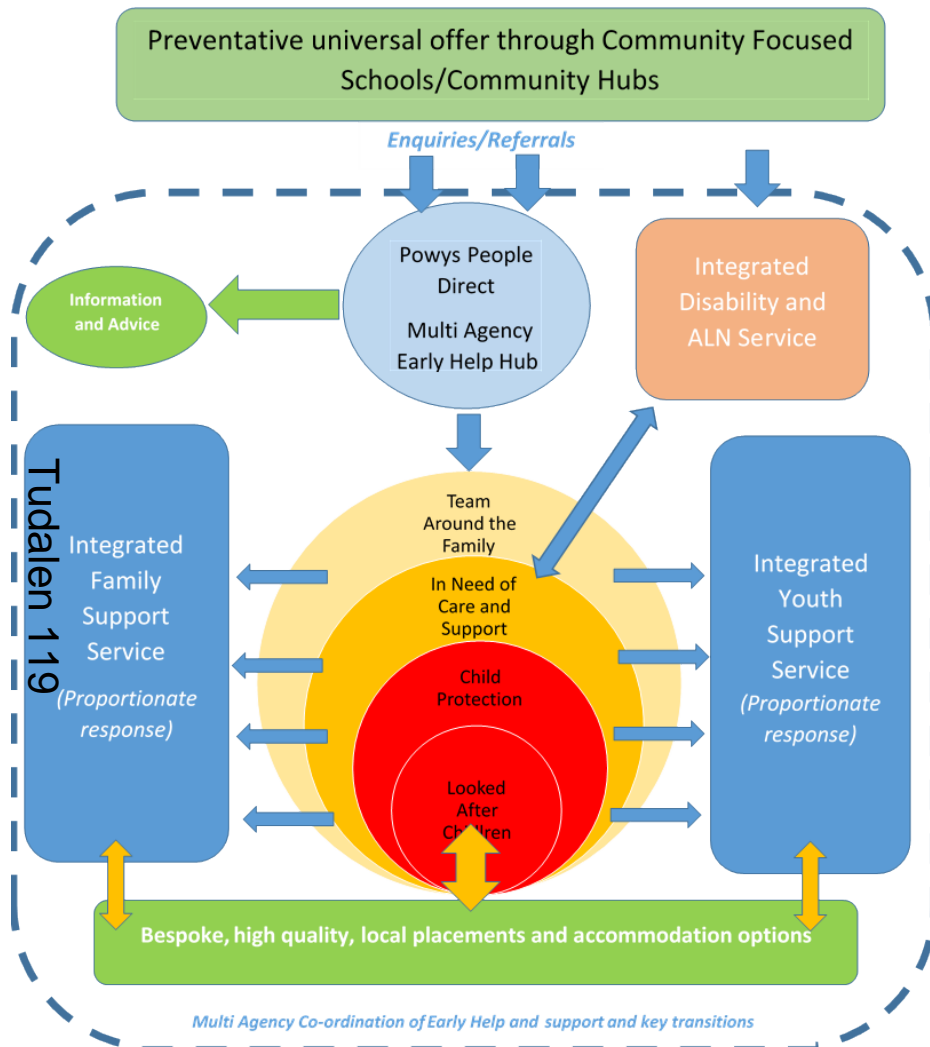 Preventative universal offer through Community Focused
Schools/Community Hubs
Enquiries/Referrals
Powys People
Direct
Multi Agency
Early Help Hub
Integrated
Disability and
ALN Service
Information
and Advice
Tudalen 119
Integrated
Family
Support
Service
(Proportionate
response)
Team
Around the
Family
In Need of
Care and
Support
Child
Protection
Looked
After
Children
Integrated
Youth
Support
Service
(Proportionate
response)
Bespoke, high quality, local placements and accommodation options
Multi Agency Co-ordination of Early Help and support and key transitions